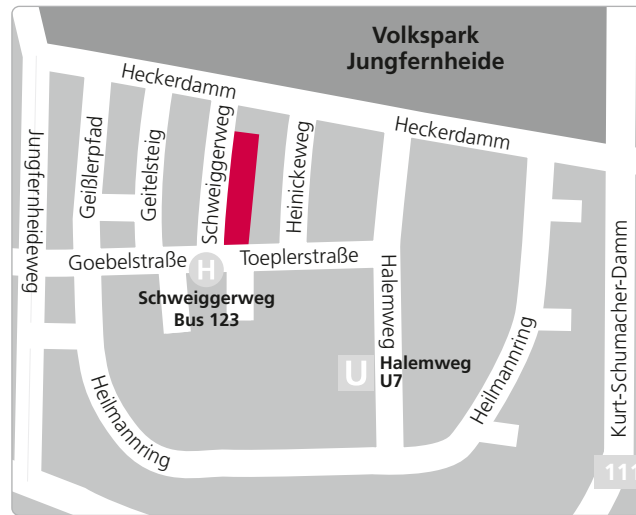 Volkspark
Jungfernheide
Heckerdamm
Heckerdamm
Jungfernheideweg
Geißlerpfad
Geitelsteig
Schweiggerweg
Heinickeweg
Goebelstraße
H
Toeplerstraße
Schweiggerweg
Bus 123
Halemweg
U
Halemweg
U7
Heilmannring
Heilmannring
Kurt-Schumacher-Damm
111